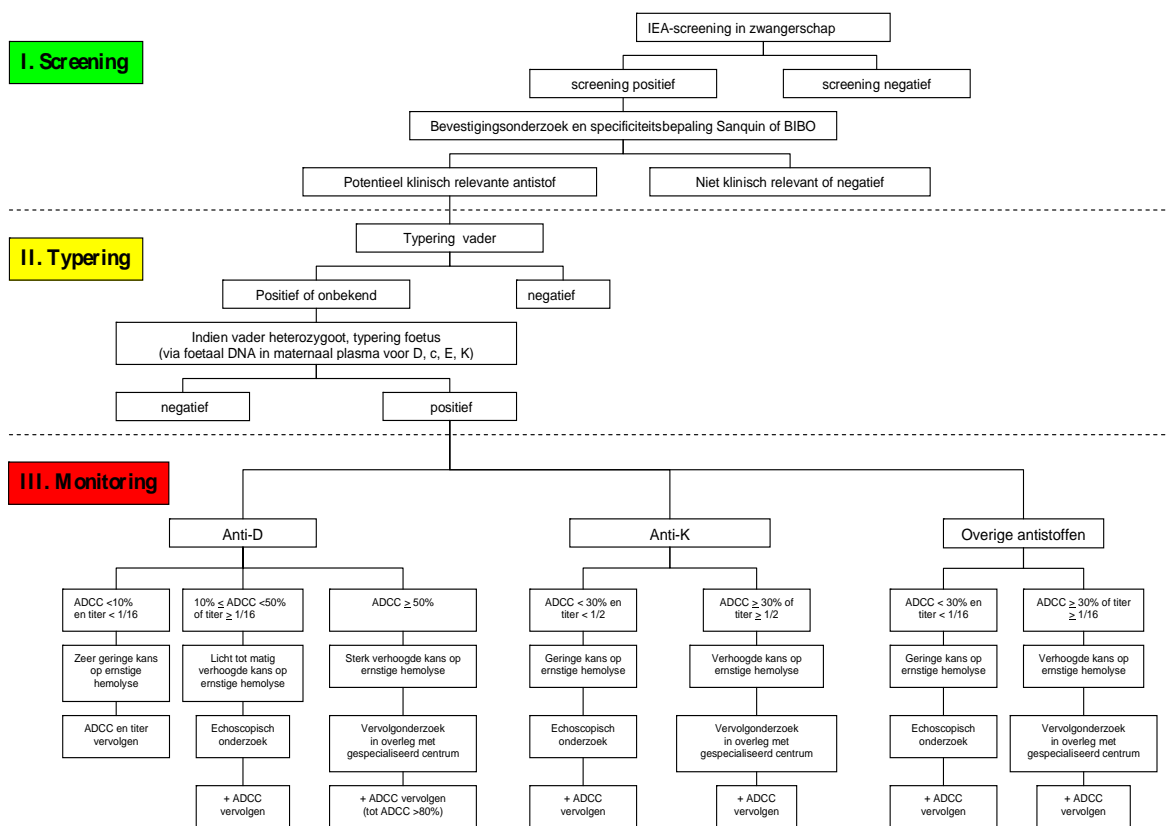 IEA-screening in zwangerschap
I. Screening
screening positief
screening negatief
Bevestigingsonderzoek en specificiteitsbepaling Sanquin of BIBO
Potentieel klinisch relevante antistof
Niet klinisch relevant of negatief
II. Typering
Typering vader
Positief of onbekend
negatief
Indien vader heterozygoot, typering foetus
(via foetaal DNA in maternaal plasma voor D, c, E, K)
negatief
positief
III. Monitoring
Anti-D
Anti-K
Overige antistoffen
ADCC <10%
en titer < 1/16
10% ≤ ADCC <50%
of titer ≥ 1/16
ADCC ≥ 50%
ADCC < 30% en
titer < 1/2
ADCC ≥ 30% of
titer ≥ 1/2
ADCC < 30% en
titer < 1/16
ADCC ≥ 30% of titer
≥ 1/16
Zeer geringe kans
op ernstige
hemolyse
Licht tot matig
verhoogde kans op
ernstige hemolyse
Sterk verhoogde kans op
ernstige hemolyse
Geringe kans op
ernstige hemolyse
Verhoogde kans op
ernstige hemolyse
Geringe kans op
ernstige hemolyse
Verhoogde kans op
ernstige hemolyse
ADCC en titer
vervolgen
Echoscopisch
onderzoek
Vervolgonderzoek
in overleg met
gespecialiseerd centrum
Echoscopisch
onderzoek
Vervolgonderzoek
in overleg met
gespecialiseerd centrum
Echoscopisch
onderzoek
Vervolgonderzoek
in overleg met
gespecialiseerd centrum
+ ADCC
vervolgen
+ ADCC vervolgen
(tot ADCC >80%)
+ ADCC
vervolgen
+ ADCC
vervolgen
+ ADCC
vervolgen
+ ADCC
vervolgen